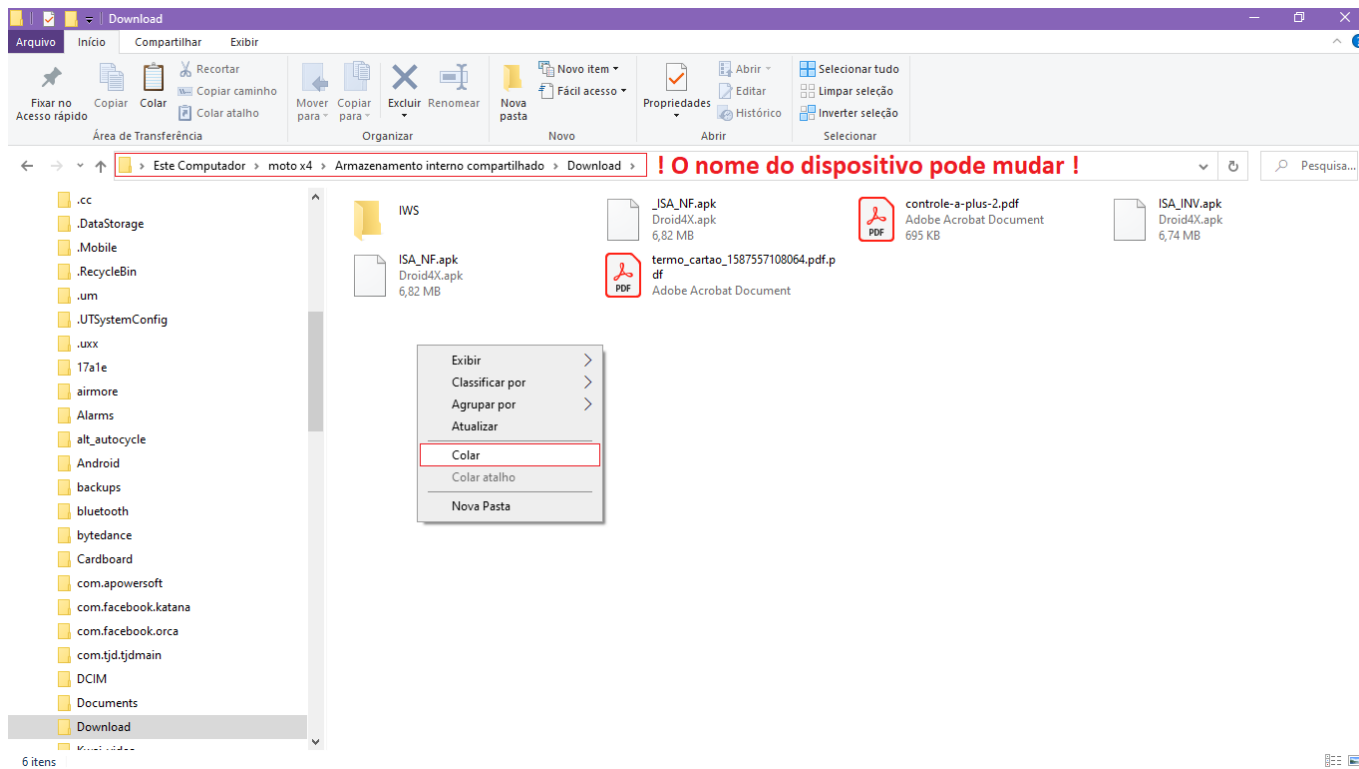 Download
Arquivo
Início
Compartilhar
Exibir
Fixar no
Acesso rápido
Copiar
Colar
Recortar
Copiar caminho
Colar atalho
Área de Transferência
Mover
para
Copiar
para
Excluir
Renomear
Organizar
Nova
pasta
Novo item
Fácil acesso
Novo
Propriedades
Abrir
Editar
Histórico
Abrir
Selecionar tudo
Limpar seleção
Inverter seleção
Selecionar
Este Computador > moto x4 > Armazenamento interno compartilhado > Download >
! O nome do dispositivo pode mudar !
Pesquisa...
.cc
.DataStorage
.Mobile
.RecycleBin
.um
.UTSystemConfig
.uxx
17a1e
airmore
Alarms
alt_autocycle
Android
backups
bluetooth
bytedance
Cardboard
com.apowersoft
com.facebook.katana
com.facebook.orca
com.tjd.tjdmain
DCIM
Documents
Download
IWS
_ISA_NF.apk
Droid4X.apk
6,82 MB
PDF
controle-a-plus-2.pdf
Adobe Acrobat Document
695 KB
ISA_INV.apk
Droid4X.apk
6,74 MB
ISA_NF.apk
Droid4X.apk
6,82 MB
PDF
termo_cartao_1587557108064.pdf.p
df
Adobe Acrobat Document
Exibir
Classificar por
Agrupar por
Atualizar
Colar
Colar atalho
Nova Pasta
6 itens